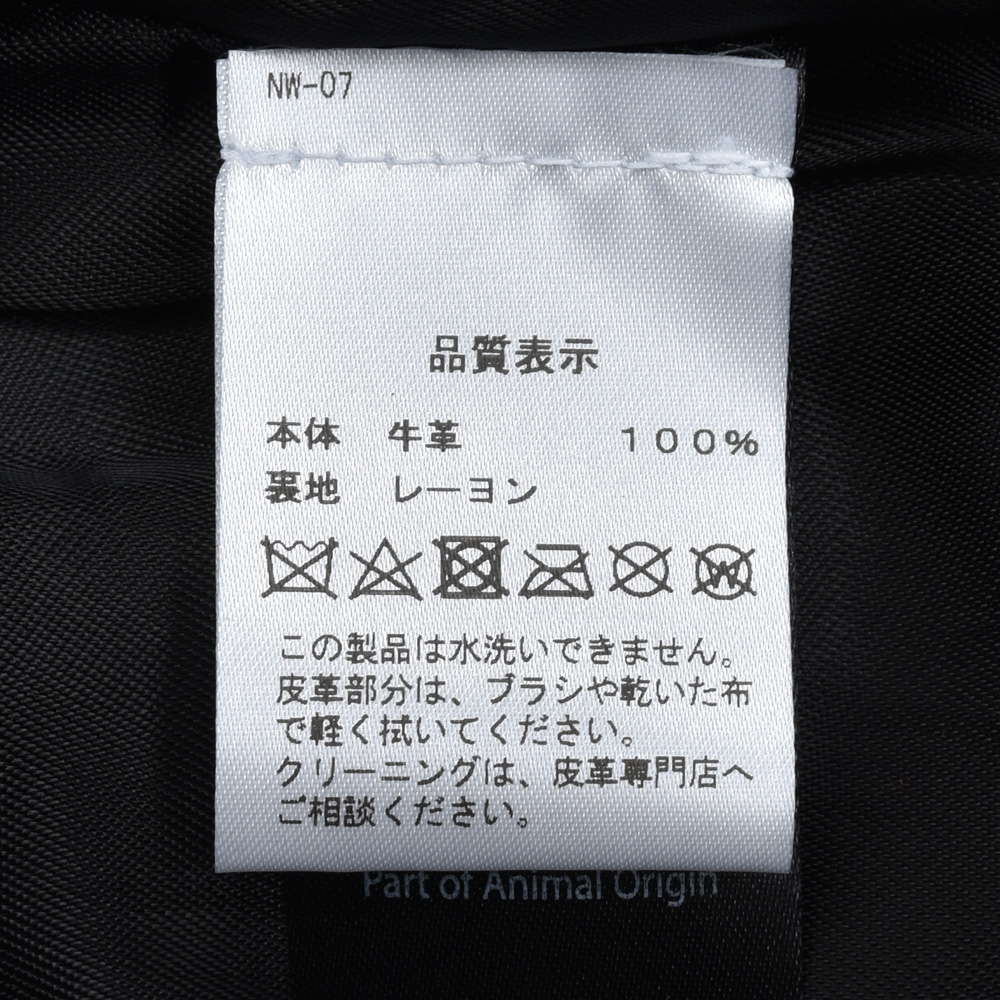 NW-07
品質表示
本体 牛革 100%
裏地 レーヨン
W
この製品は水洗いできません。
皮革部分は、ブラシや乾いた布
で軽く拭いてください。
クリーニングは、皮革専門店へ
ご相談ください。
Part of Animal Origin